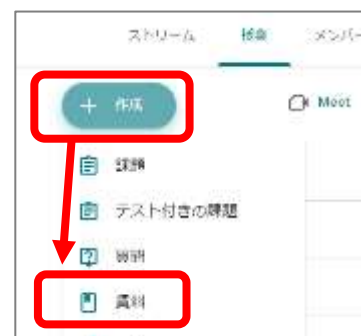 ストリーム 授業 メンバー
+ 作成 Meet
課題
テスト付きの課題
質問
資料